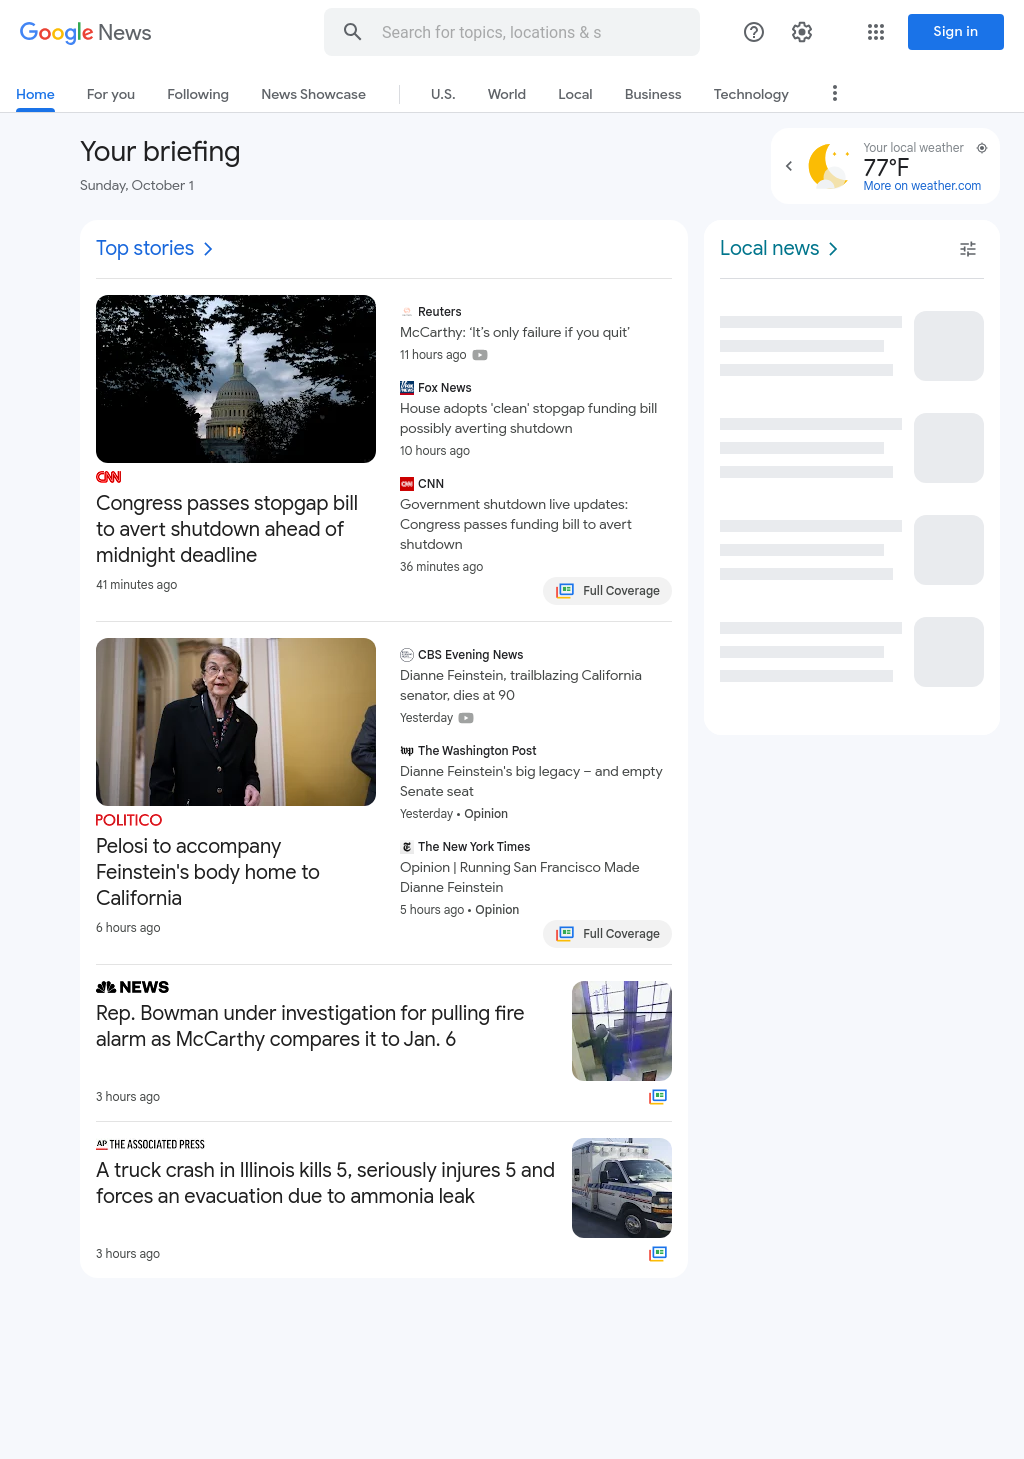 Google News
Search for topics, locations & s
Sign in
Home
For you
Following
News Showcase
U.S.
World
Local
Business
Technology
Your briefing
Sunday, October 1
Your local weather
77°F
More on weather.com
Top stories
CNN
Congress passes stopgap bill
to avert shutdown ahead of
midnight deadline
41 minutes ago
Reuters
McCarthy: ‘It’s only failure if you quit’
11 hours ago
FOX NEWS
Fox News
House adopts 'clean' stopgap funding bill
possibly averting shutdown
10 hours ago
CNN
CNN
Government shutdown live updates:
Congress passes funding bill to avert
shutdown
36 minutes ago
Full Coverage
POLITICO
Pelosi to accompany
Feinstein's body home to
California
6 hours ago
CBS Evening News
Dianne Feinstein, trailblazing California
senator, dies at 90
Yesterday
wp
The Washington Post
Dianne Feinstein's big legacy – and empty
Senate seat
Yesterday • Opinion
The New York Times
Opinion | Running San Francisco Made
Dianne Feinstein
5 hours ago • Opinion
Full Coverage
NEWS
Rep. Bowman under investigation for pulling fire
alarm as McCarthy compares it to Jan. 6
3 hours ago
AP THE ASSOCIATED PRESS
A truck crash in Illinois kills 5, seriously injures 5 and
forces an evacuation due to ammonia leak
3 hours ago
Local news